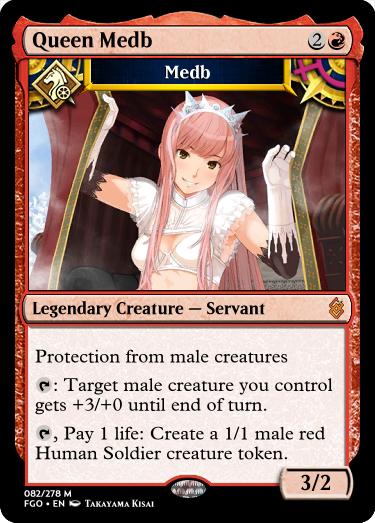 Queen Medb 2
Medb
Legendary Creature — Servant
Protection from male creatures
: Target male creature you control
gets +3/+0 until end of turn.
, Pay 1 life: Create a 1/1 male red
Human Soldier creature token.
3/2
082/278 M
FGO • EN Takayama Kisai